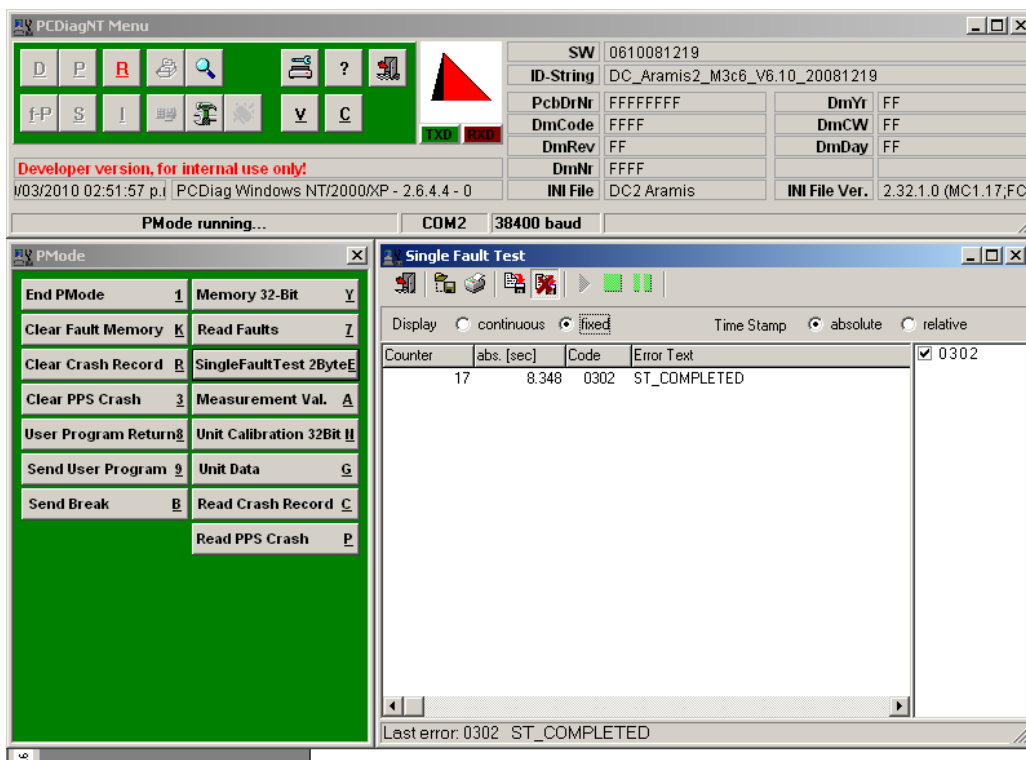 PCDiagNT Menu
D P R ?
f-P S I V C
TXD RXD
SW 0610081219
ID-String DC_Aramis2_M3c6_V6.10_20081219
PcbDrNr FFFFFFFF DmYr FF
DmCode FFFF DmCW FF
DmRev FF DmDay FF
DmNr FFFF
INI File DC2 Aramis INI File Ver. 2.32.1.0 (MC1.17;FC
Developer version, for internal use only!
/03/2010 02:51:57 p.i PCDiag Windows NT/2000/XP - 2.6.4.4 - 0
PMode running... COM2 38400 baud
PMode
End PMode 1 Memory 32-Bit Y
Clear Fault Memory K Read Faults 7
Clear Crash Record R SingleFaultTest 2Byte E
Clear PPS Crash 3 Measurement Val. A
User Program Return 8 Unit Calibration 32Bit U
Send User Program 9 Unit Data G
Send Break B Read Crash Record C
Read PPS Crash P
Single Fault Test
Display continuous fixed Time Stamp absolute relative
Counter abs. [sec] Code Error Text
17 8.348 0302 ST_COMPLETED
0302
Last error: 0302 ST_COMPLETED